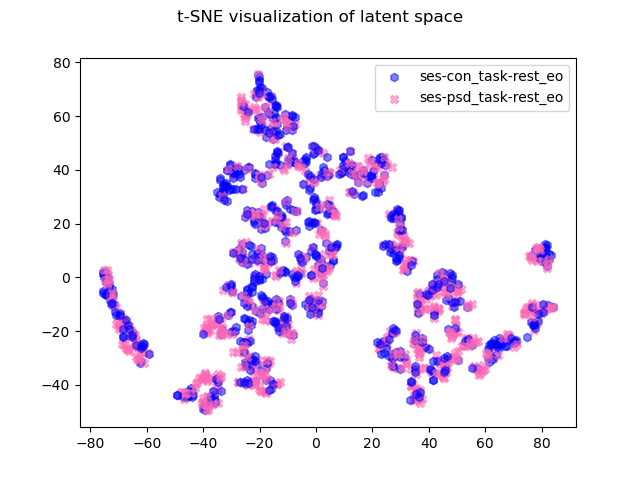 t-SNE visualization of latent space
ses-con_task-rest_eo
ses-psd_task-rest_eo
80
60
40
20
0
−20
−40
−80 −60 −40 −20 0 20 40 60 80